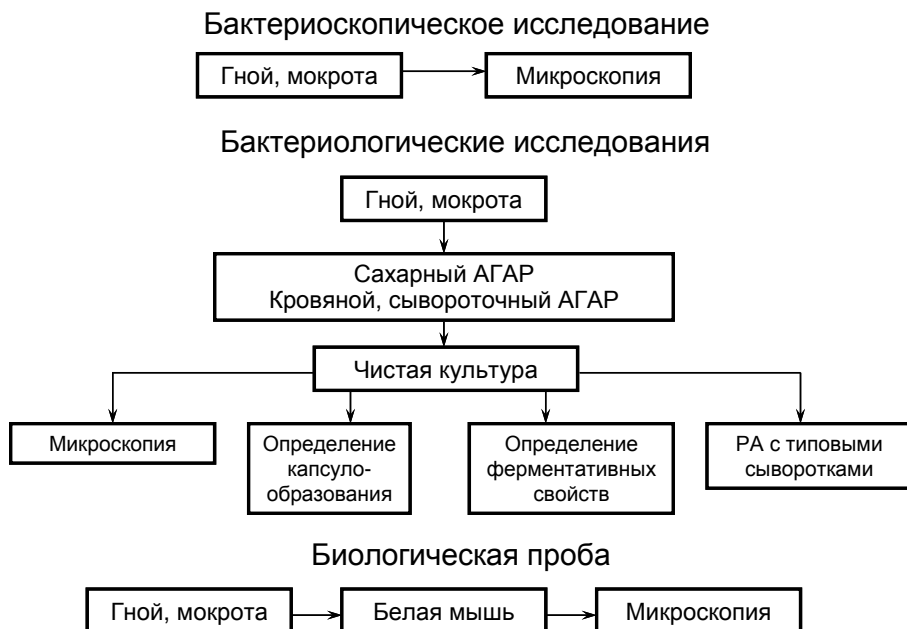 Бактериоскопическое исследование
Гной, мокрота
Микроскопия
Бактериологические исследования
Гной, мокрота
Сахарный АГАР
Кровяной, сывороточный АГАР
Чистая культура
Микроскопия
Определение
капсуло-
образования
Определение
ферментативных
свойств
РА с типовыми
сыворотками
Биологическая проба
Гной, мокрота
Белая мышь
Микроскопия